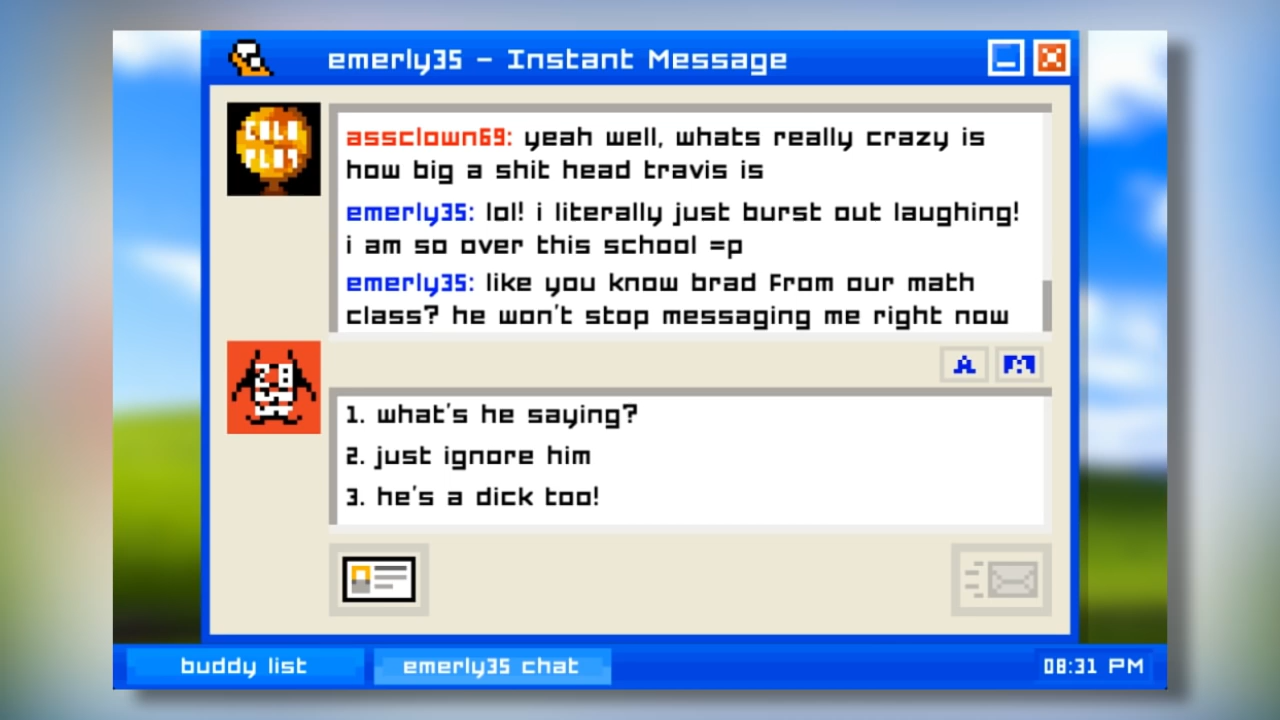 emerly35 - Instant Message
COLD
PLAY
assclown69: yeah well, whats really crazy is
how big a shit head travis is
emerly35: lol! i literally just burst out laughing!
i am so over this school =p
emerly35: like you know brad from our math
class? he won't stop messaging me right now
A
1. what's he saying?
2. just ignore him
3. he's a dick too!
buddy list
emerly35 chat
08:31 PM